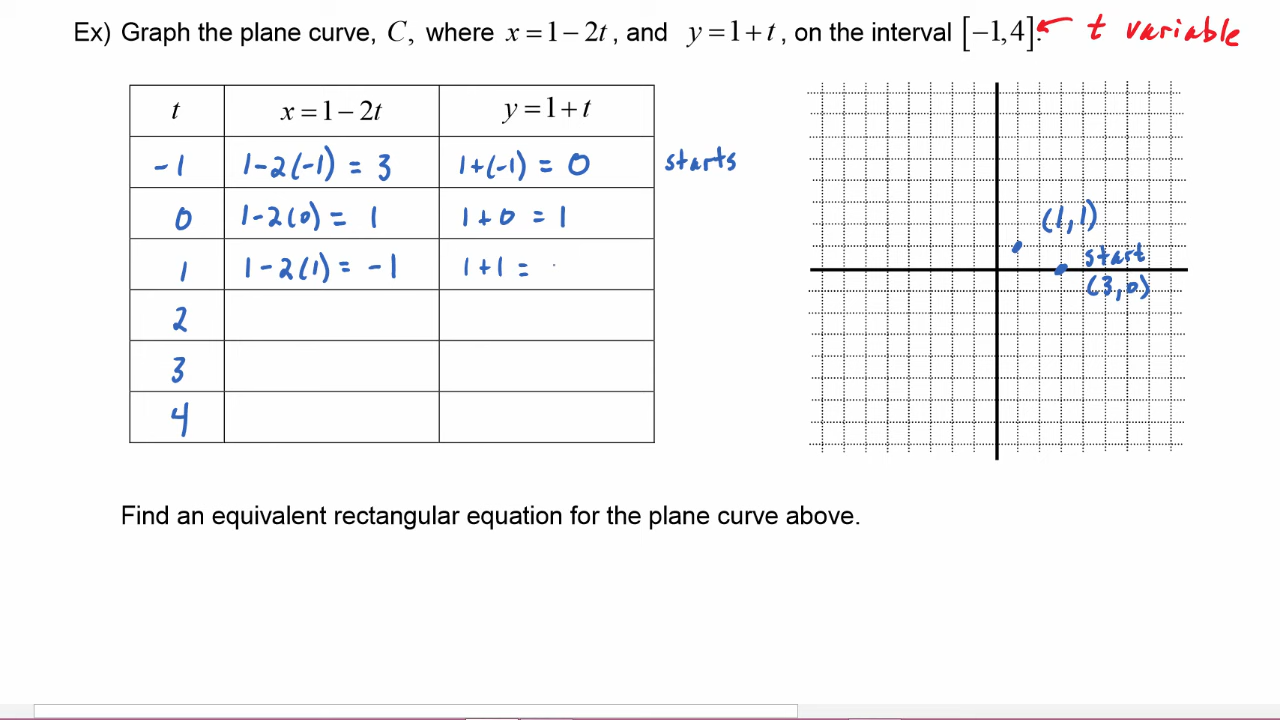 Ex) Graph the plane curve, C, where x = 1 − 2t, and y = 1 + t, on the interval [−1, 4]. ← t variable
t x = 1 − 2t y = 1 + t
-1 1-2(-1) = 3 1+(-1) = 0 starts
0 1-2(0) = 1 1+0 = 1
1 1-2(1) = -1 1+1 =
2
3
4
(1,1)
start
(3,0)
Find an equivalent rectangular equation for the plane curve above.